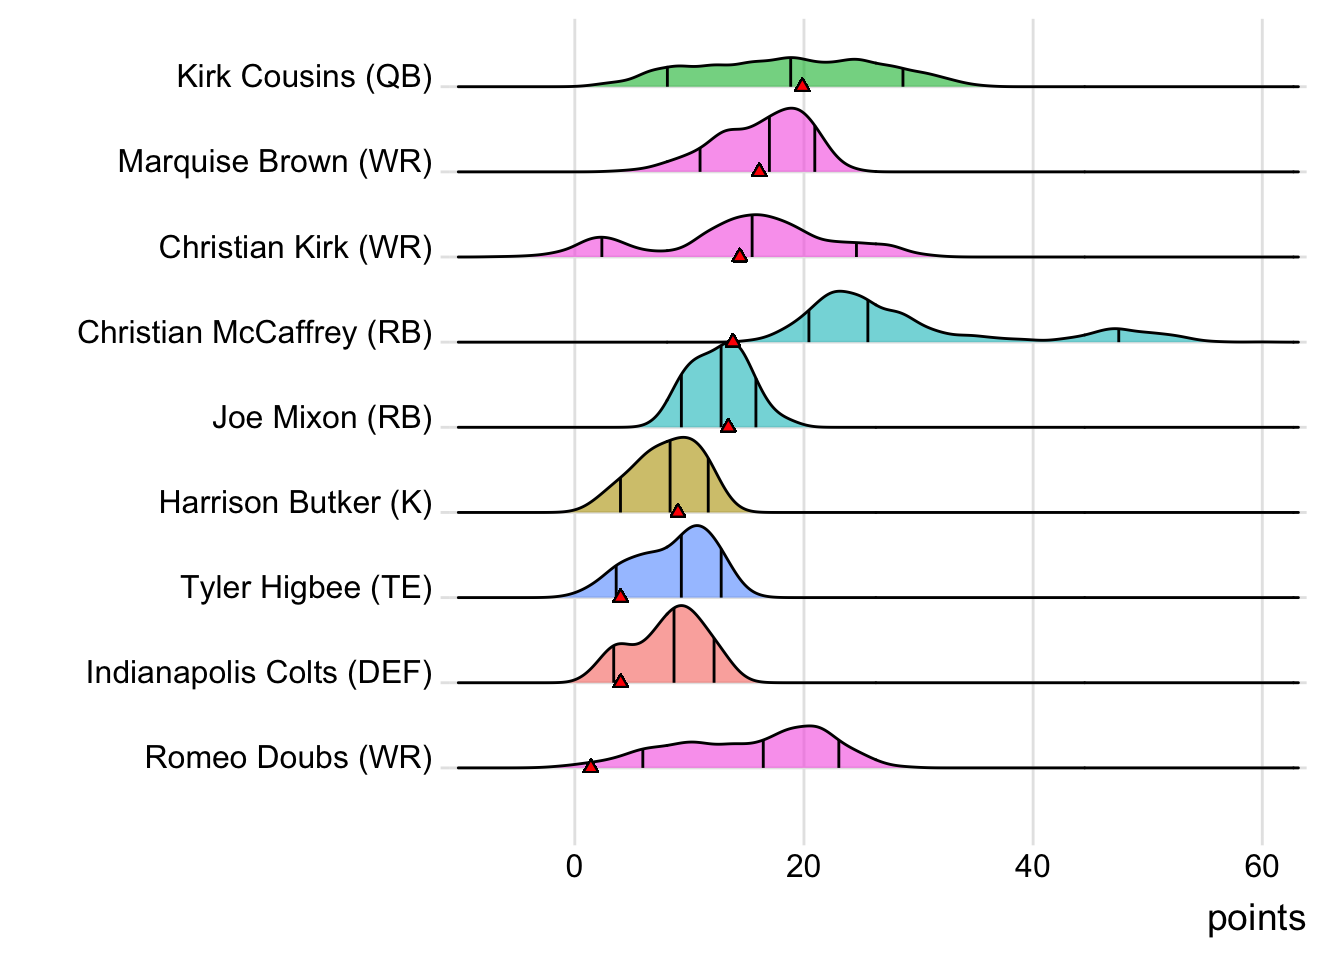 Kirk Cousins (QB)
Marquise Brown (WR)
Christian Kirk (WR)
Christian McCaffrey (RB)
Joe Mixon (RB)
Harrison Butker (K)
Tyler Higbee (TE)
Indianapolis Colts (DEF)
Romeo Doubs (WR)
0 20 40 60
points